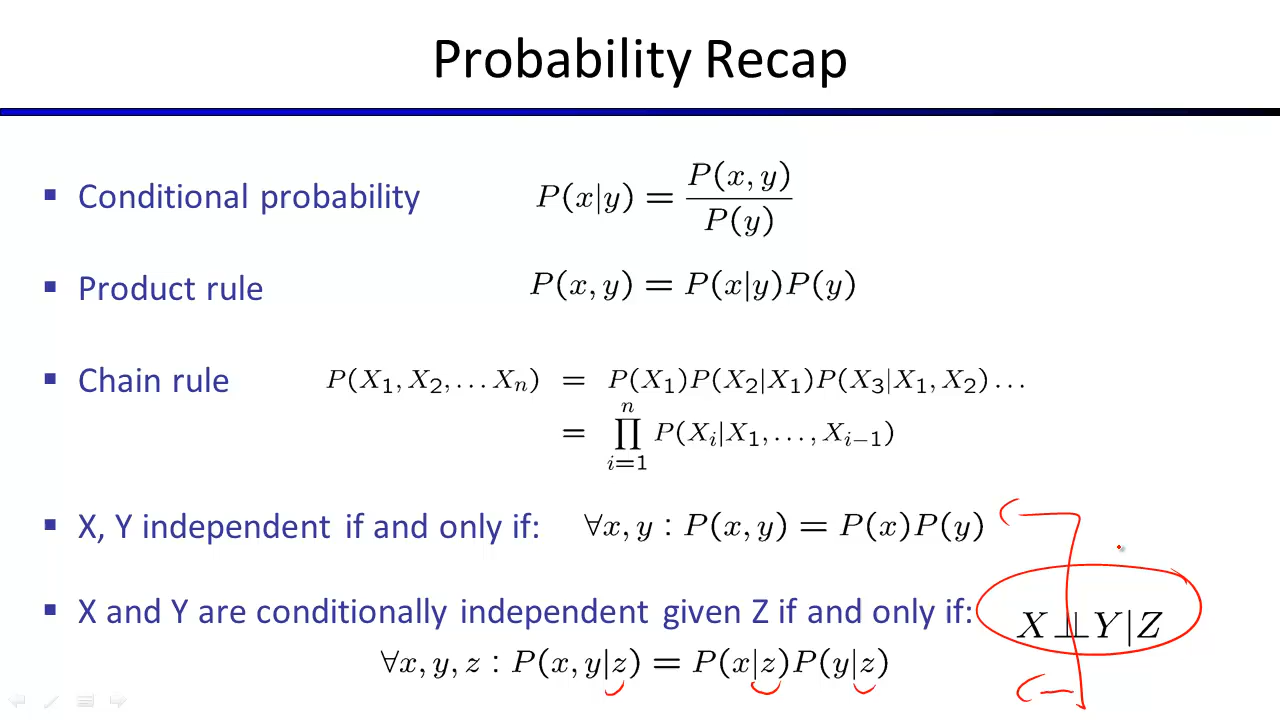 Probability Recap
▪ Conditional probability P(x|y) = P(x, y) / P(y)
▪ Product rule P(x, y) = P(x|y)P(y)
▪ Chain rule P(X₁, X₂, . . . Xₙ) = P(X₁)P(X₂|X₁)P(X₃|X₁, X₂) . . .
= ∏ⁿᵢ₌₁ P(Xᵢ|X₁, . . . , Xᵢ₋₁)
▪ X, Y independent if and only if: ∀x, y : P(x, y) = P(x)P(y)
▪ X and Y are conditionally independent given Z if and only if: X ⫫ Y|Z
∀x, y, z : P(x, y|z) = P(x|z)P(y|z)